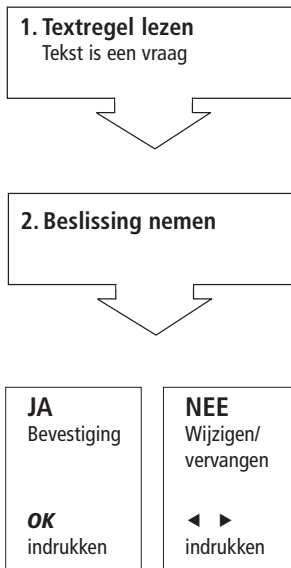 1. Textregel lezen
Tekst is een vraag
2. Beslissing nemen
JA
Bevestiging
OK
indrukken
NEE
Wijzigen/
vervangen
◄ ►
indrukken